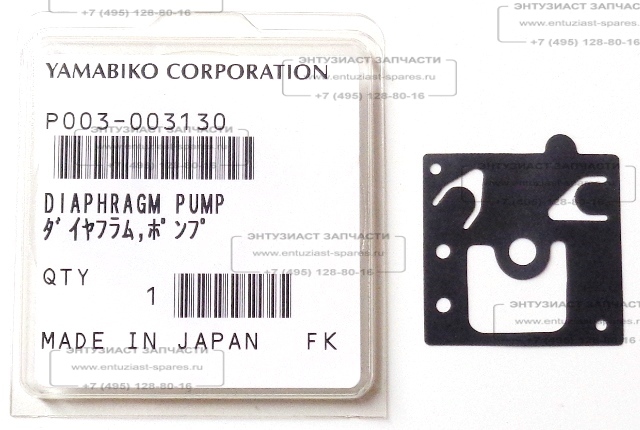 YAMABIKO CORPORATION
P003-003130
DIAPHRAGM PUMP
ﾀﾞｲﾔﾌﾗﾑ,ﾎﾟﾝﾌﾟ
QTY
1
MADE IN JAPAN FK
ЭНТУЗИАСТ ЗАПЧАСТИ
www.entuziast-spares.ru
+7 (495) 128-80-16